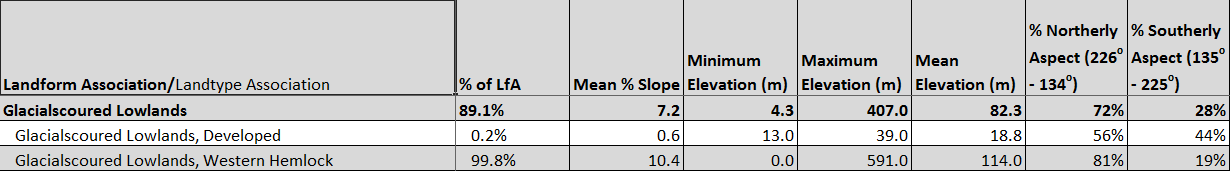 Landform Association/Landtype Association % of LfA Mean % Slope Minimum Elevation (m) Maximum Elevation (m) Mean Elevation (m) % Northerly Aspect (226° - 134°) % Southerly Aspect (135° - 225°)
Glacialscoured Lowlands 89.1% 7.2 4.3 407.0 82.3 72% 28%
Glacialscoured Lowlands, Developed 0.2% 0.6 13.0 39.0 18.8 56% 44%
Glacialscoured Lowlands, Western Hemlock 99.8% 10.4 0.0 591.0 114.0 81% 19%